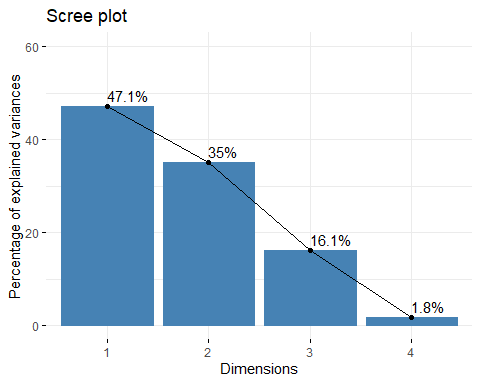 Scree plot
Percentage of explained variances
60
40
20
0
47.1%
35%
16.1%
1.8%
1 2 3 4
Dimensions